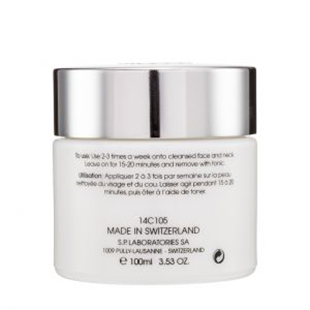 To use: Use 2-3 times a week onto cleansed face and neck.
Leave on for 15-20 minutes and remove with tonic.
Utilisation: Appliquer 2 à 3 fois par semaine sur la peau
nettoyée du visage et du cou. Laisser agir pendant 15 à 20
minutes, puis ôter à l'aide de toner.
14C105
MADE IN SWITZERLAND
S.P. LABORATORIES SA
1009 PULLY-LAUSANNE - SWITZERLAND
℮ 100ml 3.53 OZ.